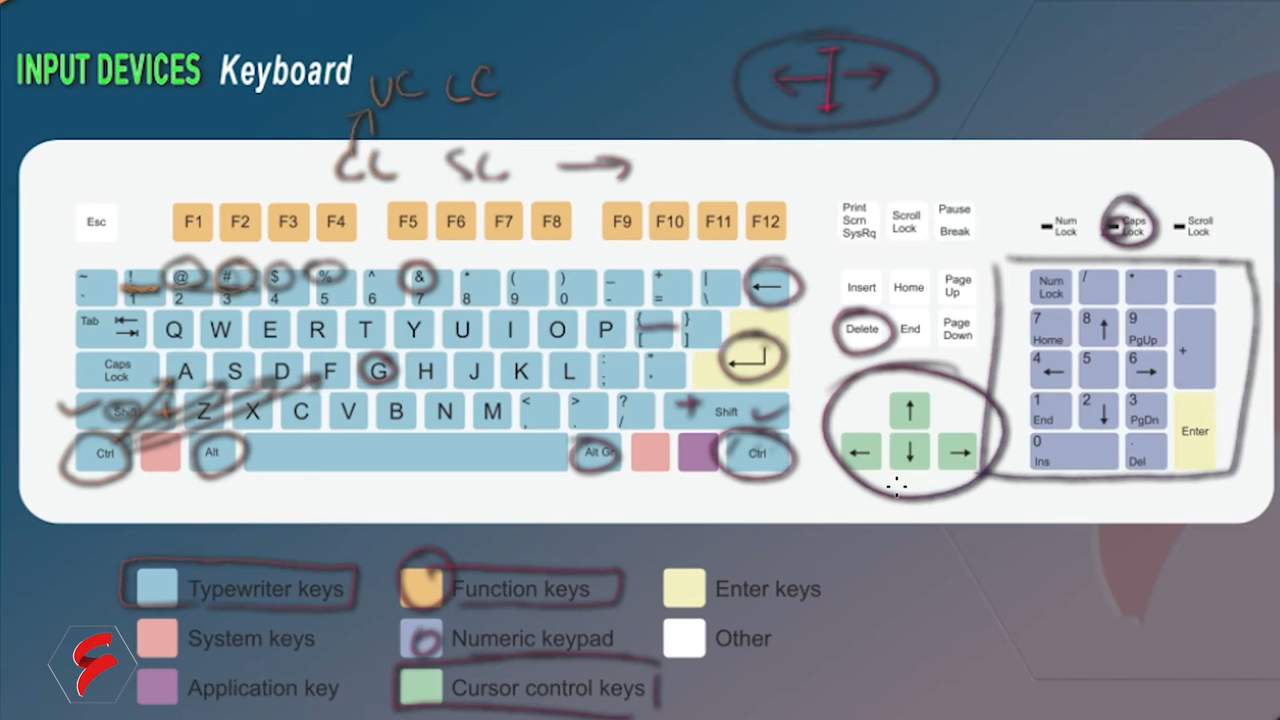 INPUT DEVICES Keyboard
UC LC
CL SL →
Esc F1 F2 F3 F4 F5 F6 F7 F8 F9 F10 F11 F12 Print Scrn SysRq Scroll Lock Pause Break Num Lock Caps Lock Scroll Lock
~ ! @ # $ % ^ & * ( ) _ + |
` 1 2 3 4 5 6 7 8 9 0 - = \ ← Insert Home Page Up Num Lock / * -
Tab Q W E R T Y U I O P { [ } ] Delete End Page Down 7 Home 8 ↑ 9 PgUp +
Caps Lock A S D F G H J K L : ; " ' 4 ← 5 6 →
Shift Z X C V B N M < , > . ? / Shift ↑ 1 End 2 ↓ 3 PgDn Enter
Ctrl Alt Alt Gr Ctrl ← ↓ → 0 Ins . Del
Typewriter keys Function keys Enter keys
System keys Numeric keypad Other
Application key Cursor control keys